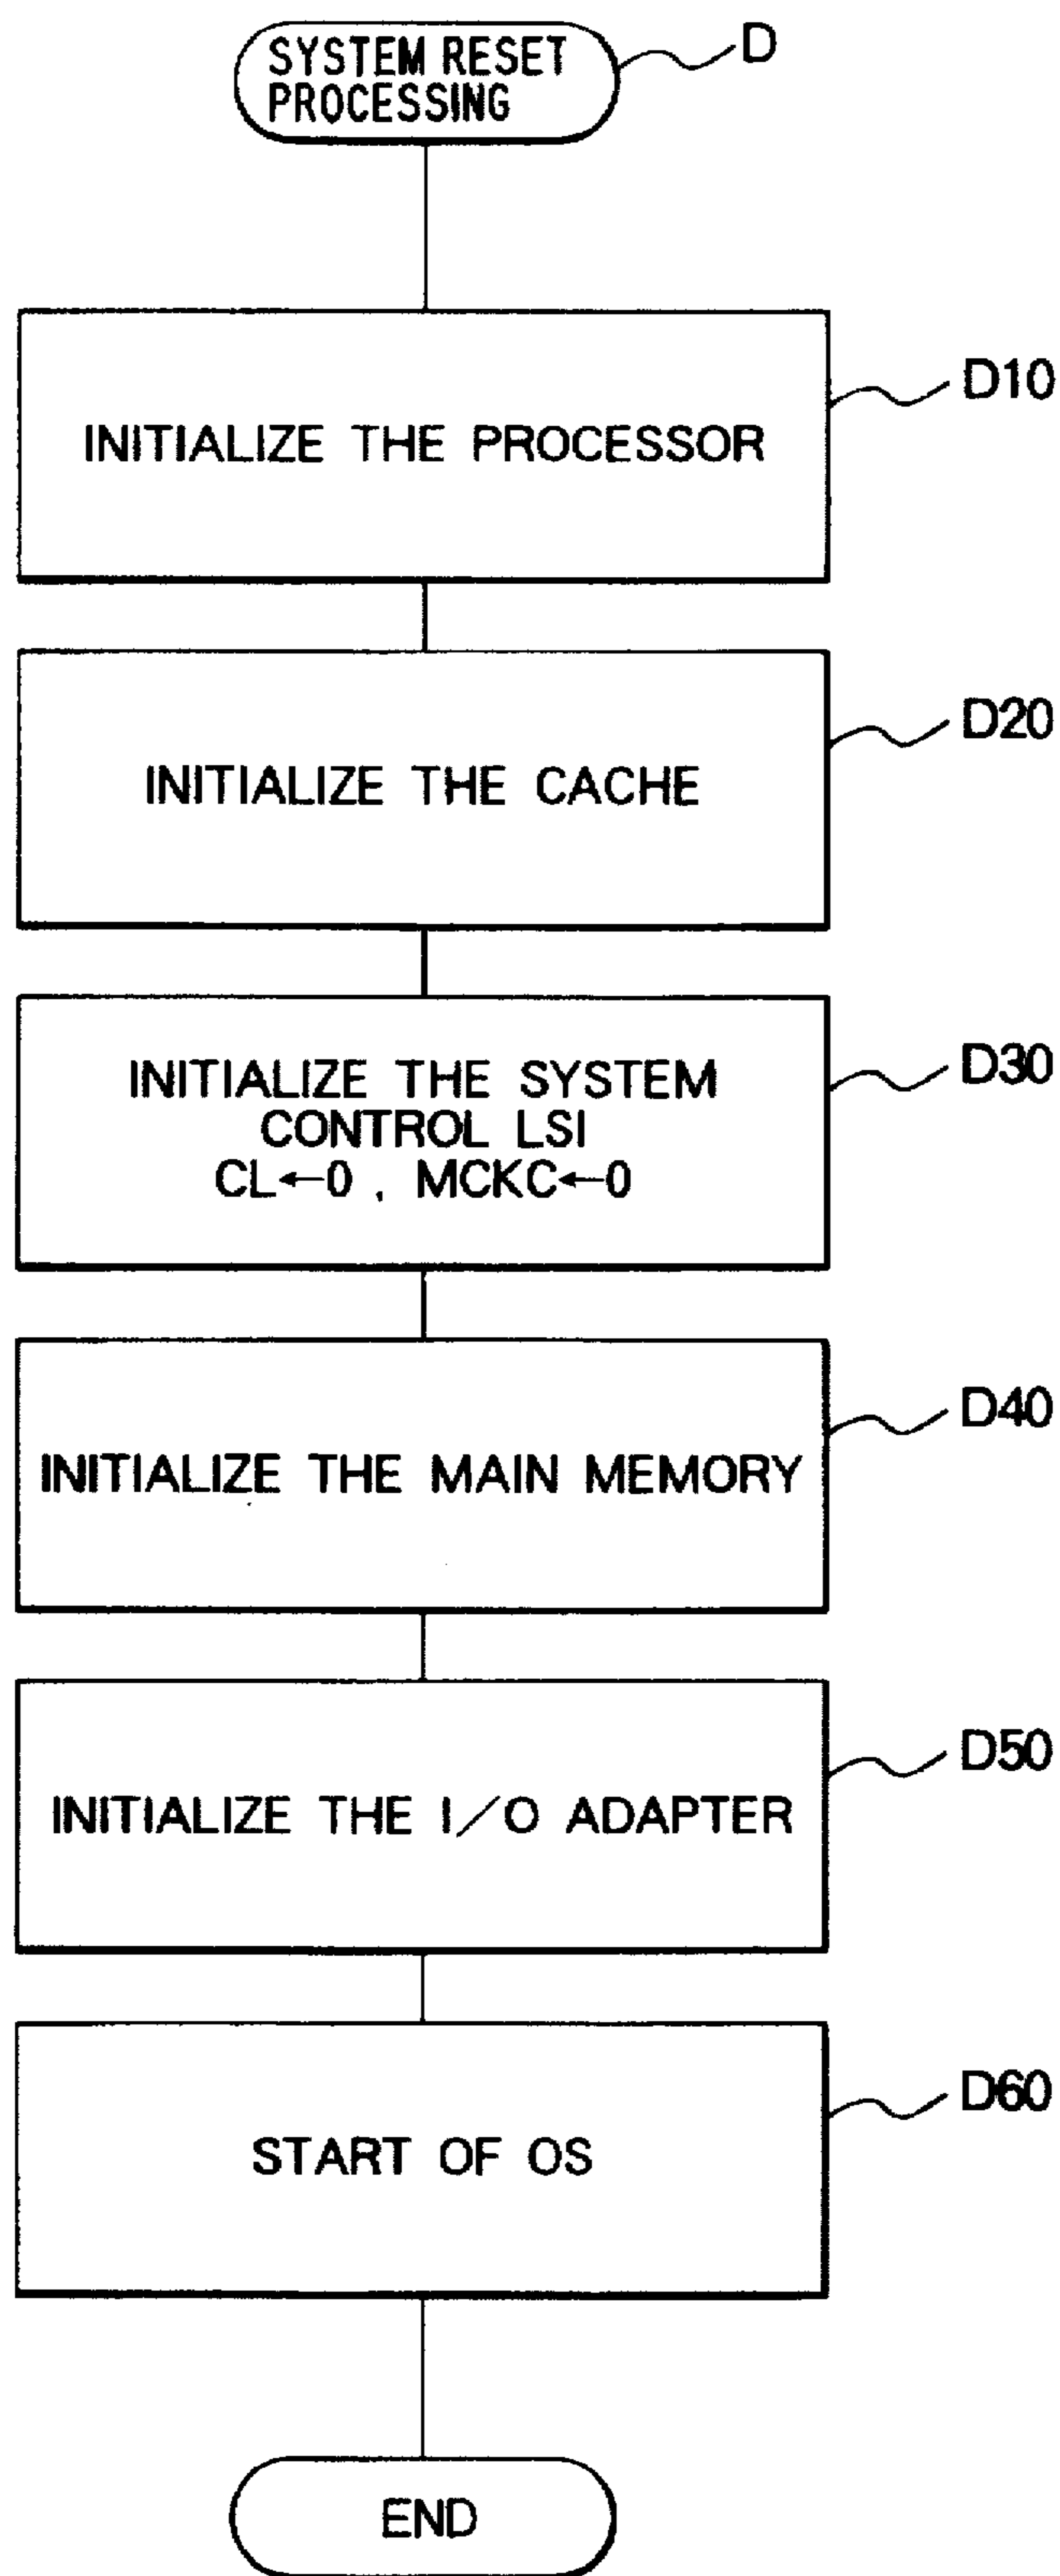 SYSTEM RESET
PROCESSING
D
INITIALIZE THE PROCESSOR
D10
INITIALIZE THE CACHE
D20
INITIALIZE THE SYSTEM
CONTROL LSI
CL←0 , MCKC←0
D30
INITIALIZE THE MAIN MEMORY
D40
INITIALIZE THE I/O ADAPTER
D50
START OF OS
D60
END